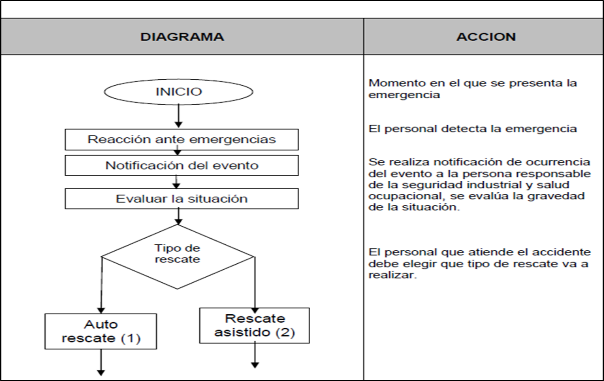 DIAGRAMA
ACCION
INICIO
Momento en el que se presenta la
emergencia
Reacción ante emergencias
El personal detecta la emergencia
Notificación del evento
Evaluar la situación
Se realiza notificación de ocurrencia
del evento a la persona responsable
de la seguridad industrial y salud
ocupacional, se evalúa la gravedad
de la situación.
Tipo de
rescate
El personal que atiende el accidente
debe elegir que tipo de rescate va a
realizar.
Auto
rescate (1)
Rescate
asistido (2)